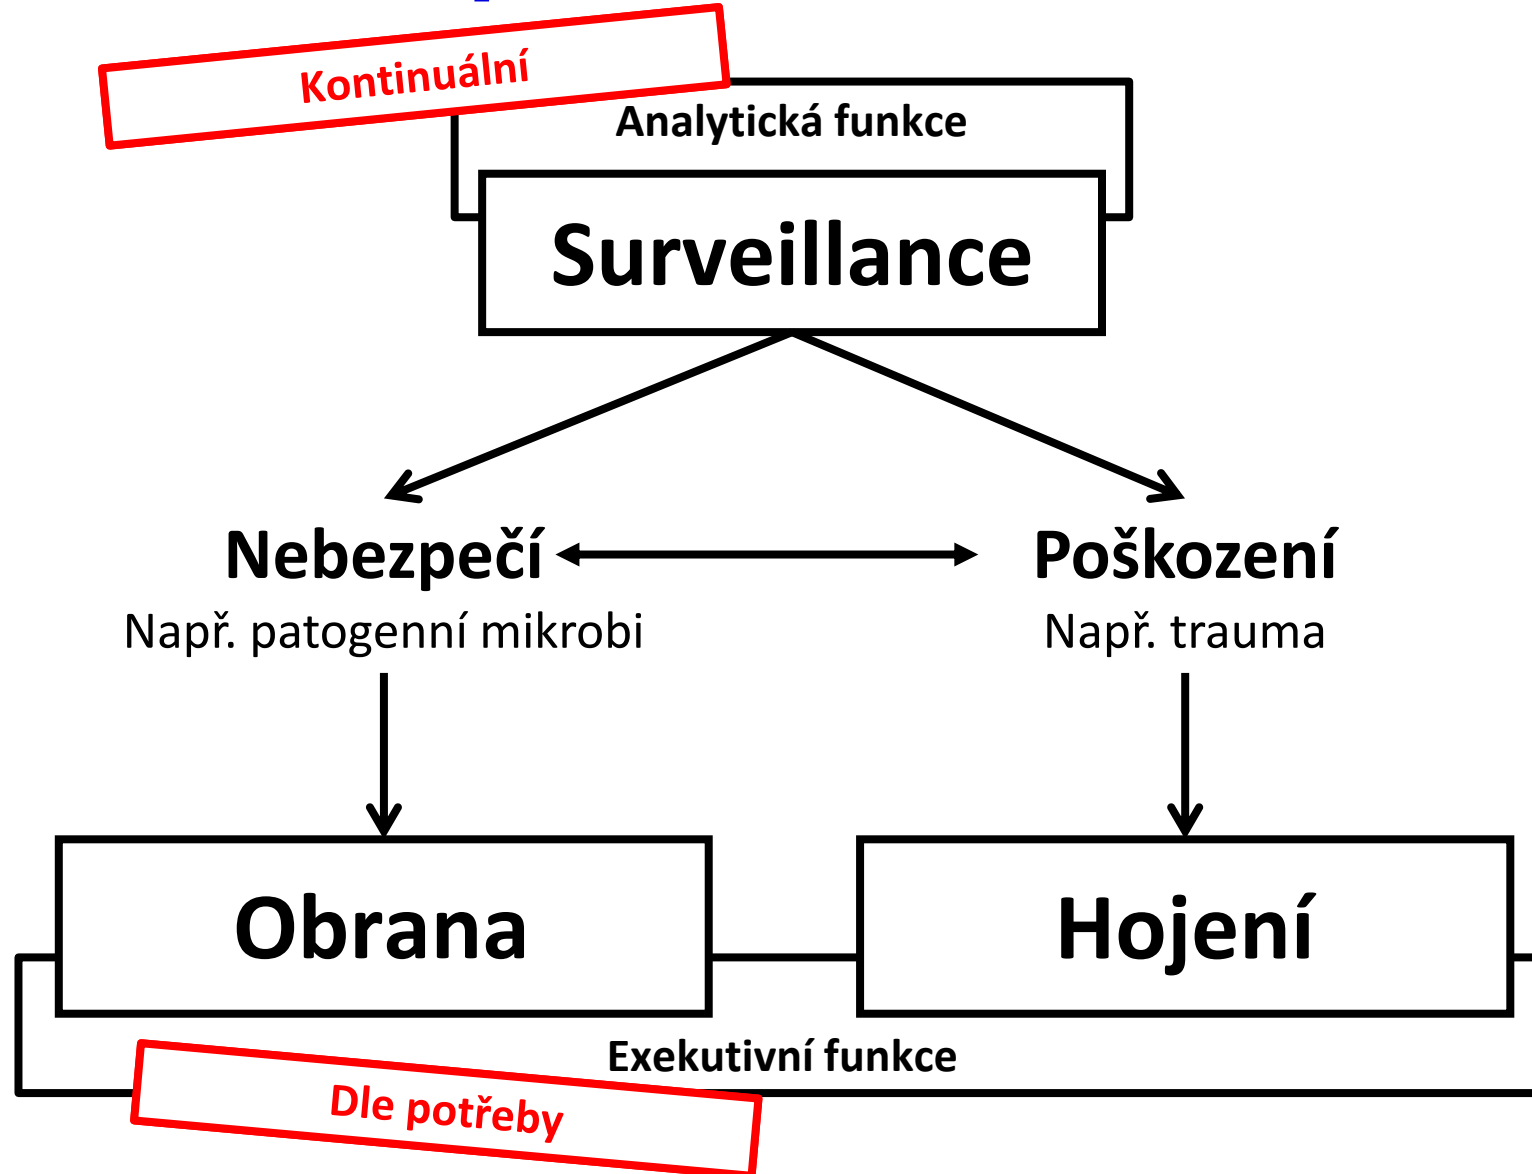 Kontinuální
Analytická funkce
Surveillance
Nebezpečí
Poškození
Např. patogenní mikrobi
Např. trauma
Obrana
Hojení
Exekutivní funkce
Dle potřeby